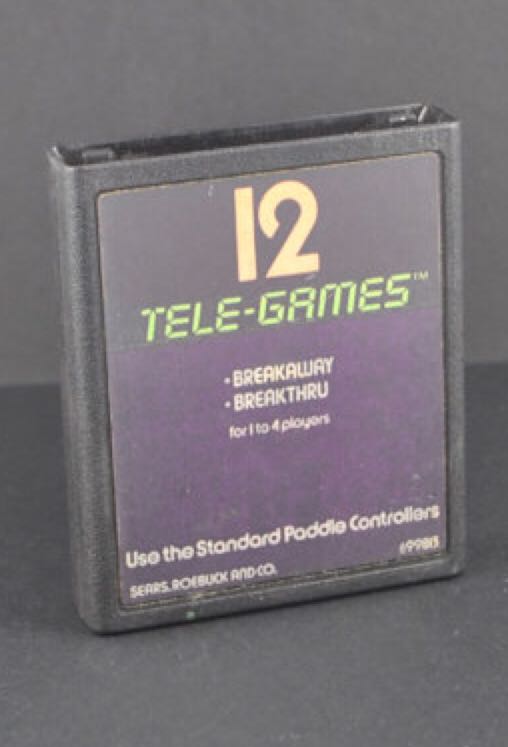 12
TELE-GAMES™
• BREAKAWAY
• BREAKTHRU
for 1 to 4 players
Use the Standard Paddle Controllers
SEARS, ROEBUCK AND CO.